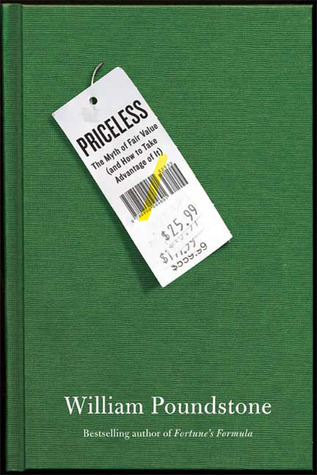 PRICELESS
The Myth of Fair Value
(and How to Take
Advantage of It)
$25.99
William Poundstone
Bestselling author of Fortune's Formula